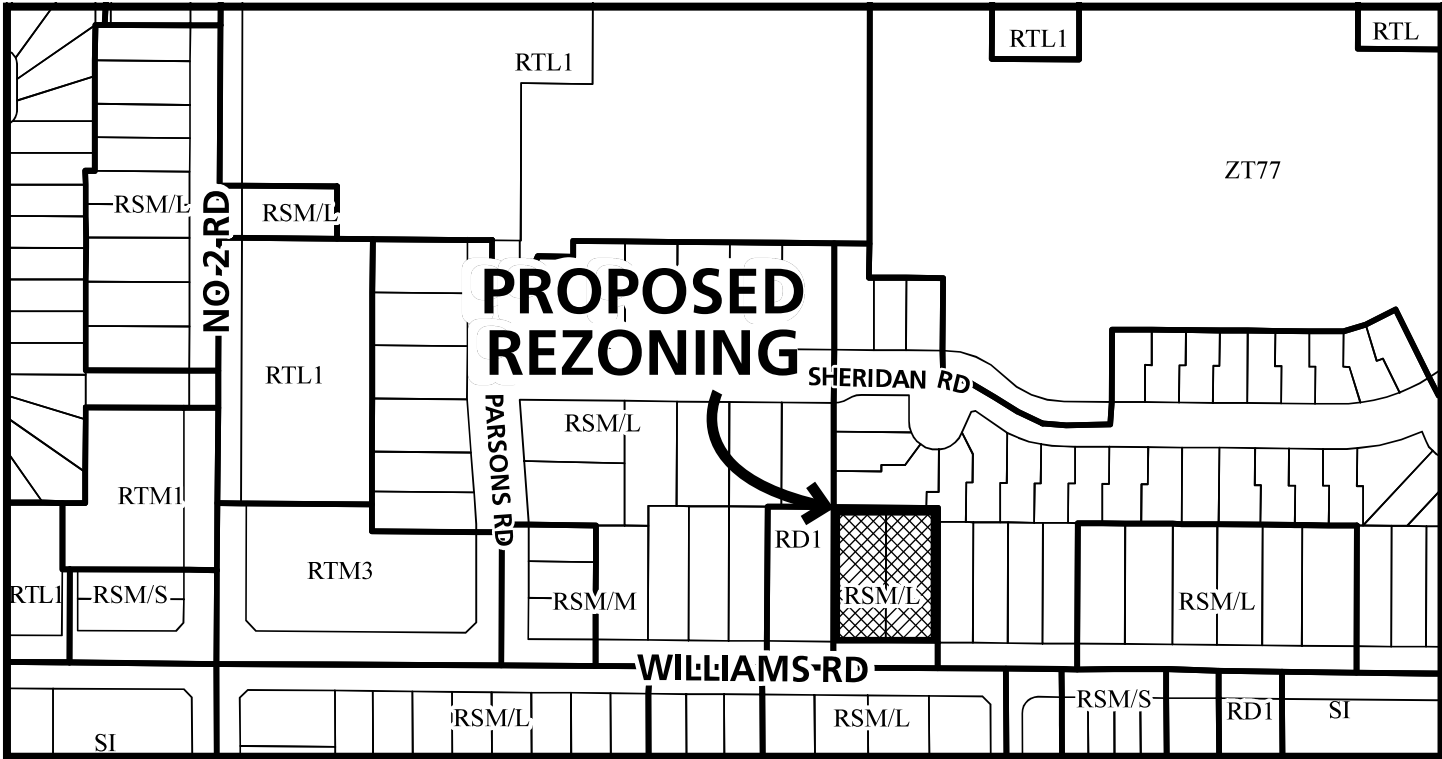 RTL1
RTL1
RTL
ZT77
RSM/L
NO 2 RD
RSM/L
PROPOSED
REZONING
RTL1
SHERIDAN RD
PARSONS RD
RSM/L
RTM1
RD1
RTM3
RTL1
RSM/S
RSM/M
RSM/L
RSM/L
WILLIAMS RD
RSM/L
RSM/L
RSM/S
RD1
SI
SI